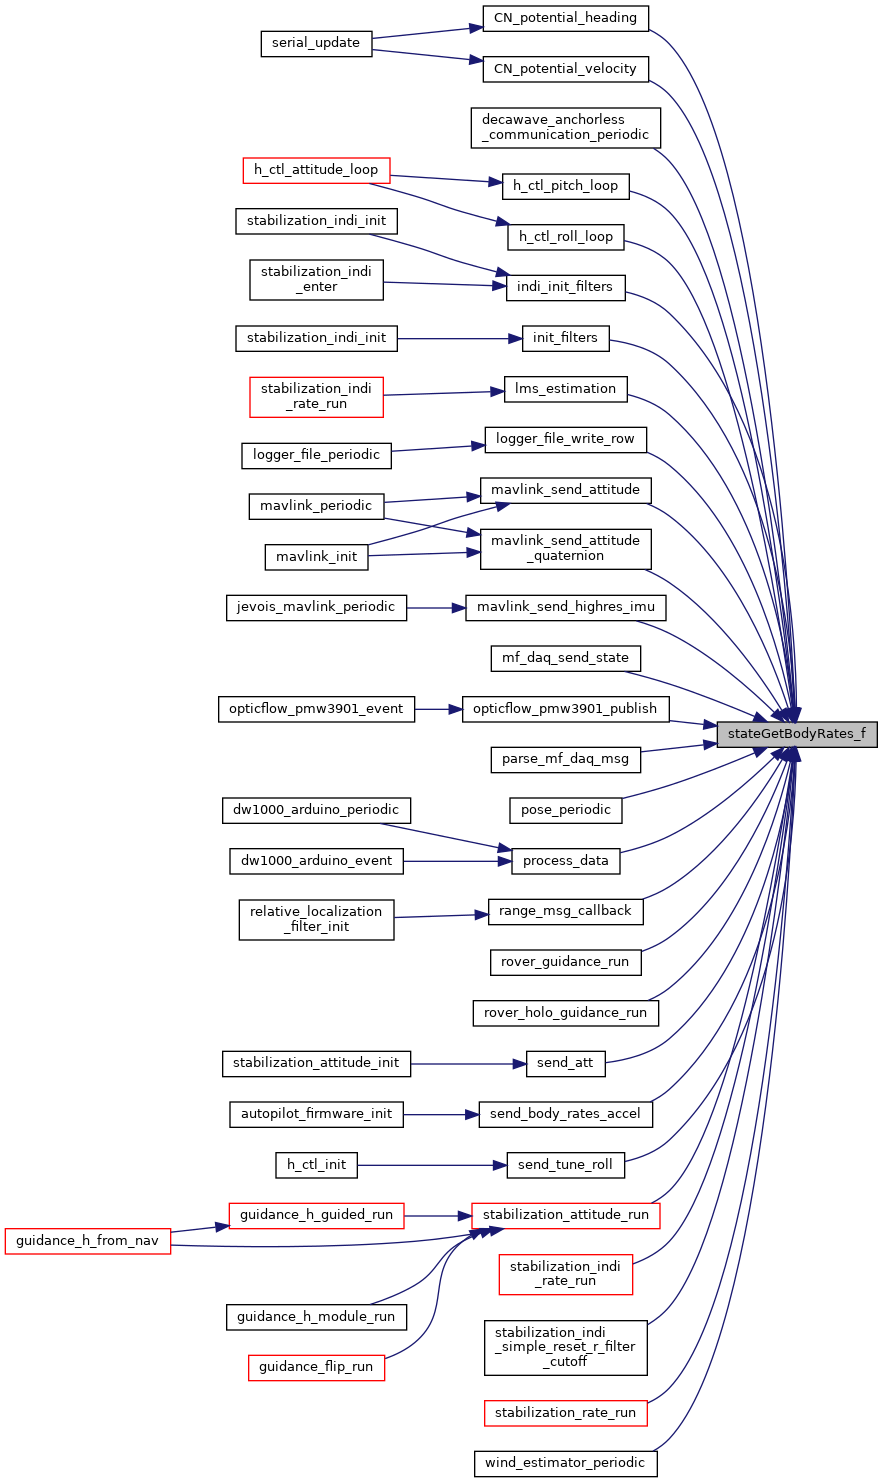 CN_potential_heading
serial_update
CN_potential_velocity
decawave_anchorless
_communication_periodic
h_ctl_attitude_loop
h_ctl_pitch_loop
stabilization_indi_init
h_ctl_roll_loop
stabilization_indi
_enter
indi_init_filters
stabilization_indi_init
init_filters
stabilization_indi
_rate_run
lms_estimation
logger_file_periodic
logger_file_write_row
mavlink_periodic
mavlink_send_attitude
mavlink_init
mavlink_send_attitude
_quaternion
jevois_mavlink_periodic
mavlink_send_highres_imu
mf_daq_send_state
opticflow_pmw3901_event
opticflow_pmw3901_publish
stateGetBodyRates_f
parse_mf_daq_msg
dw1000_arduino_periodic
pose_periodic
dw1000_arduino_event
process_data
relative_localization
_filter_init
range_msg_callback
rover_guidance_run
rover_holo_guidance_run
stabilization_attitude_init
send_att
autopilot_firmware_init
send_body_rates_accel
h_ctl_init
send_tune_roll
guidance_h_from_nav
guidance_h_guided_run
stabilization_attitude_run
stabilization_indi
_rate_run
guidance_h_module_run
stabilization_indi
_simple_reset_r_filter
_cutoff
guidance_flip_run
stabilization_rate_run
wind_estimator_periodic